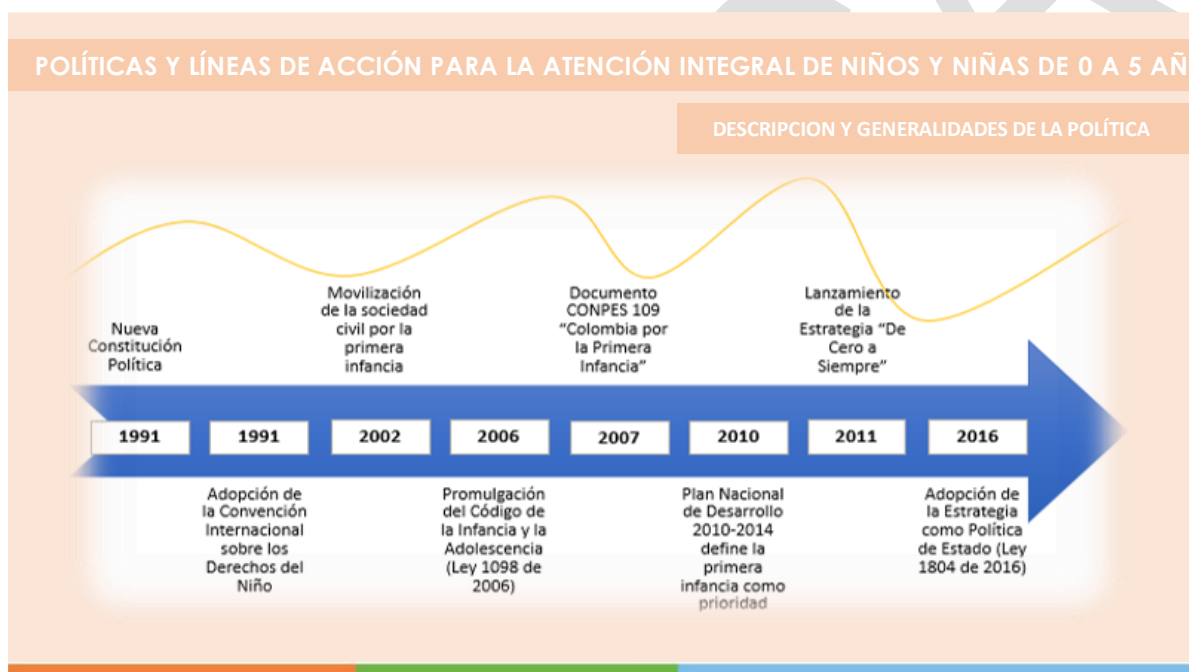 POLÍTICAS Y LÍNEAS DE ACCIÓN PARA LA ATENCIÓN INTEGRAL DE NIÑOS Y NIÑAS DE 0 A 5 AÑ
DESCRIPCION Y GENERALIDADES DE LA POLÍTICA
Nueva
Constitución
Política
Movilización
de la sociedad
civil por la
primera
infancia
Documento
CONPES 109
“Colombia por
la Primera
Infancia”
Lanzamiento
de la
Estrategia “De
Cero a
Siempre”
1991
1991
2002
2006
2007
2010
2011
2016
Adopción de
la Convención
Internacional
sobre los
Derechos del
Niño
Promulgación
del Código de
la Infancia y la
Adolescencia
(Ley 1098 de
2006)
Plan Nacional
de Desarrollo
2010-2014
define la
primera
infancia como
prioridad
Adopción de
la Estrategia
como Política
de Estado (Ley
1804 de 2016)